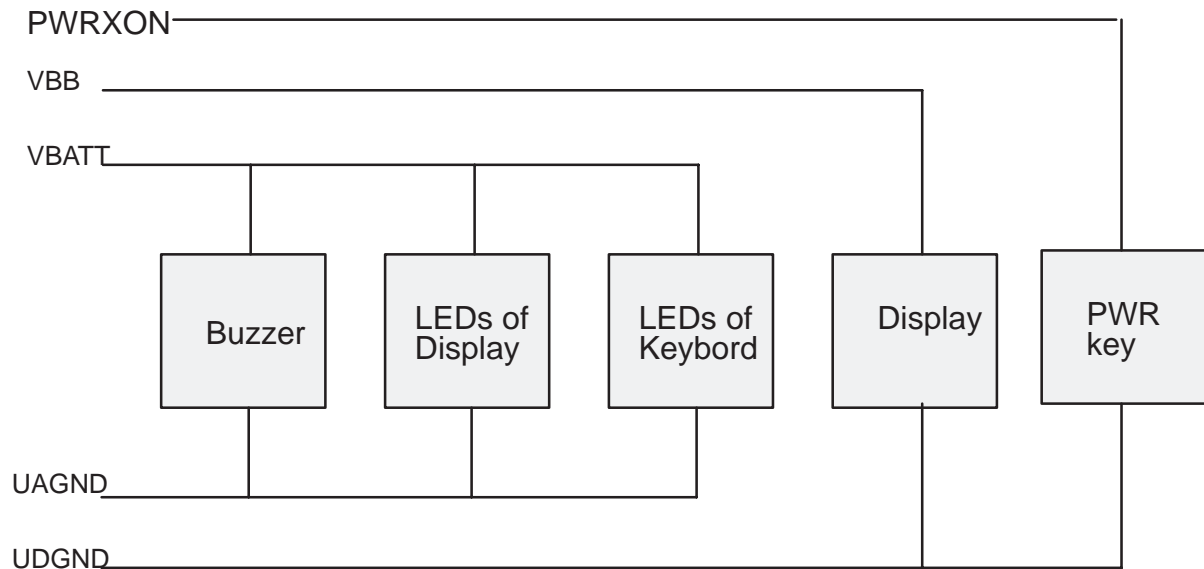 PWRXON
VBB
VBATT
Buzzer
LEDs of
Display
LEDs of
Keybord
Display
PWR
key
UAGND
UDGND